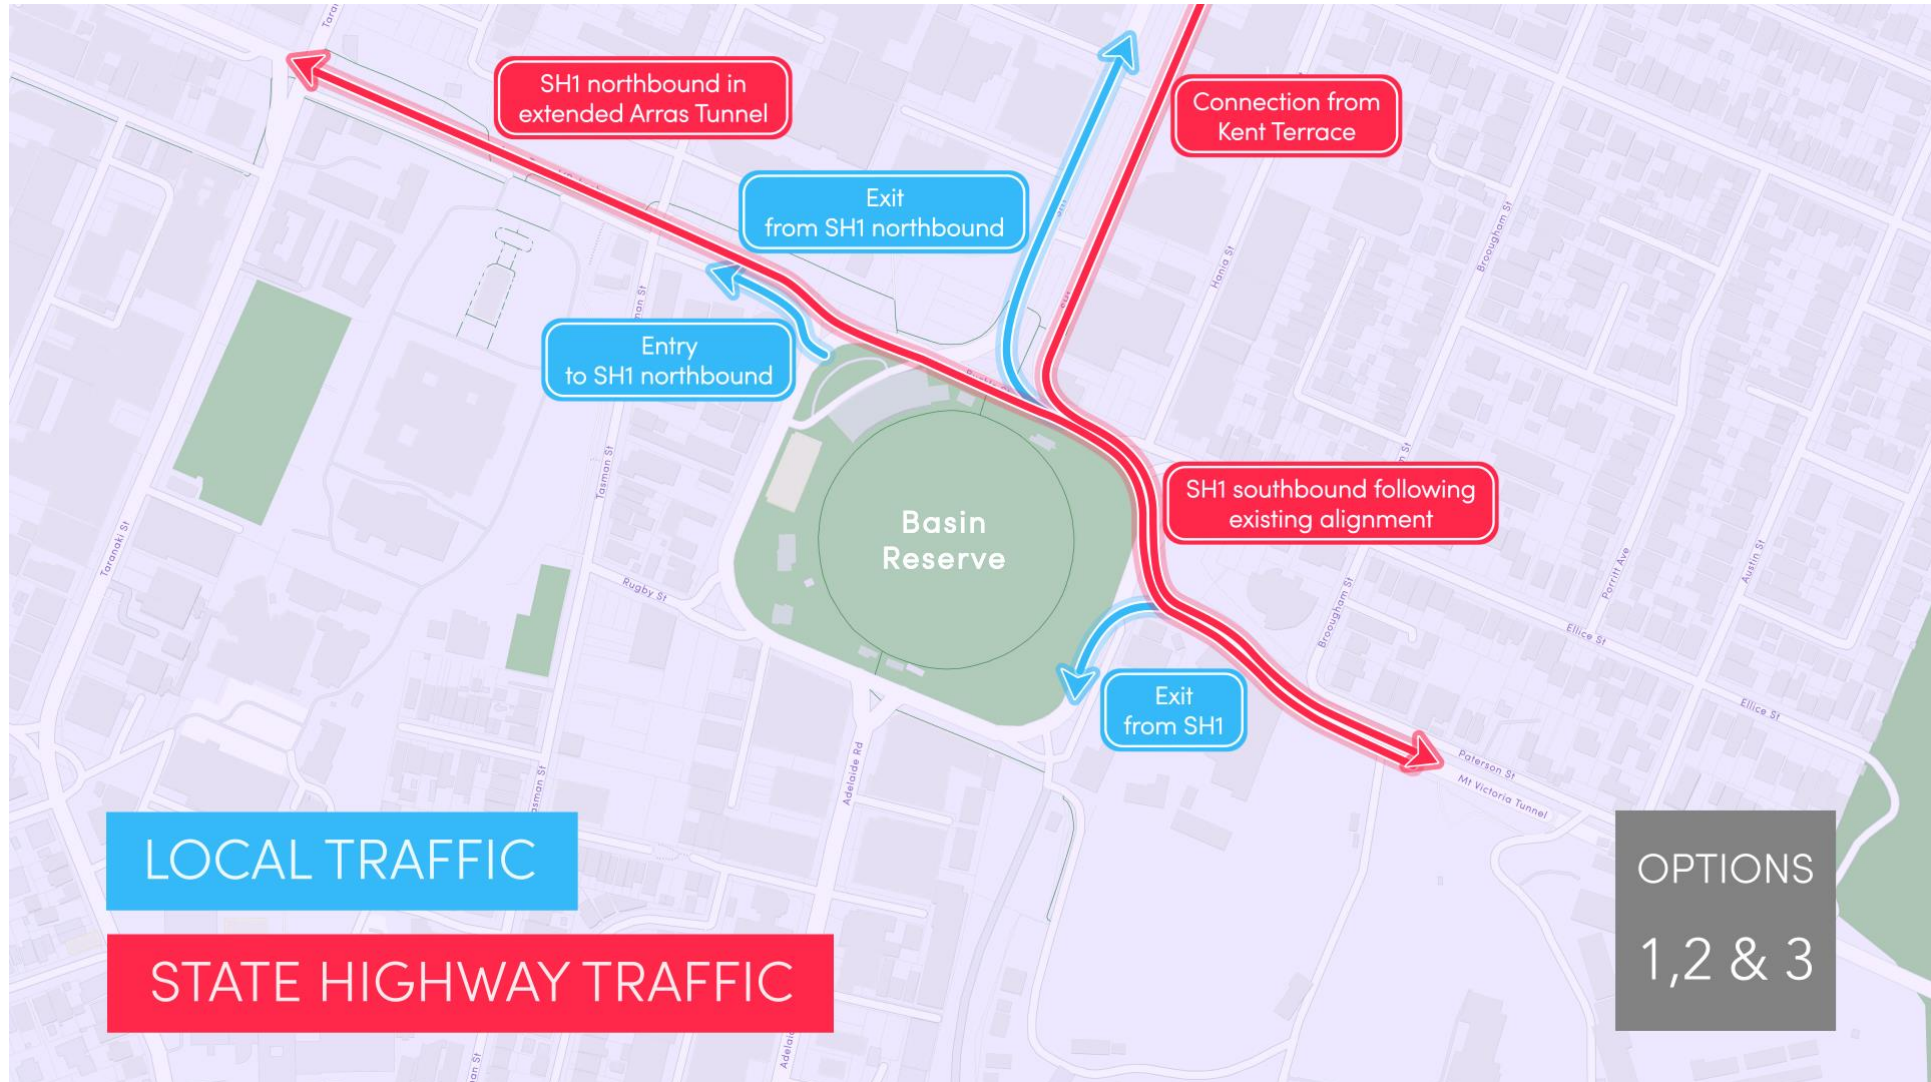 SH1 northbound in
extended Arras Tunnel
Connection from
Kent Terrace
Exit
from SH1 northbound
Entry
to SH1 northbound
SH1 southbound following
existing alignment
Basin
Reserve
Exit
from SH1
Hania St
Brougham St
Tasman St
Taranaki St
Rugby St
Porritt Ave
Austin St
Ellice St
Ellice St
Paterson St
Mt Victoria Tunnel
Adelaide Rd
LOCAL TRAFFIC
STATE HIGHWAY TRAFFIC
OPTIONS
1,2 & 3